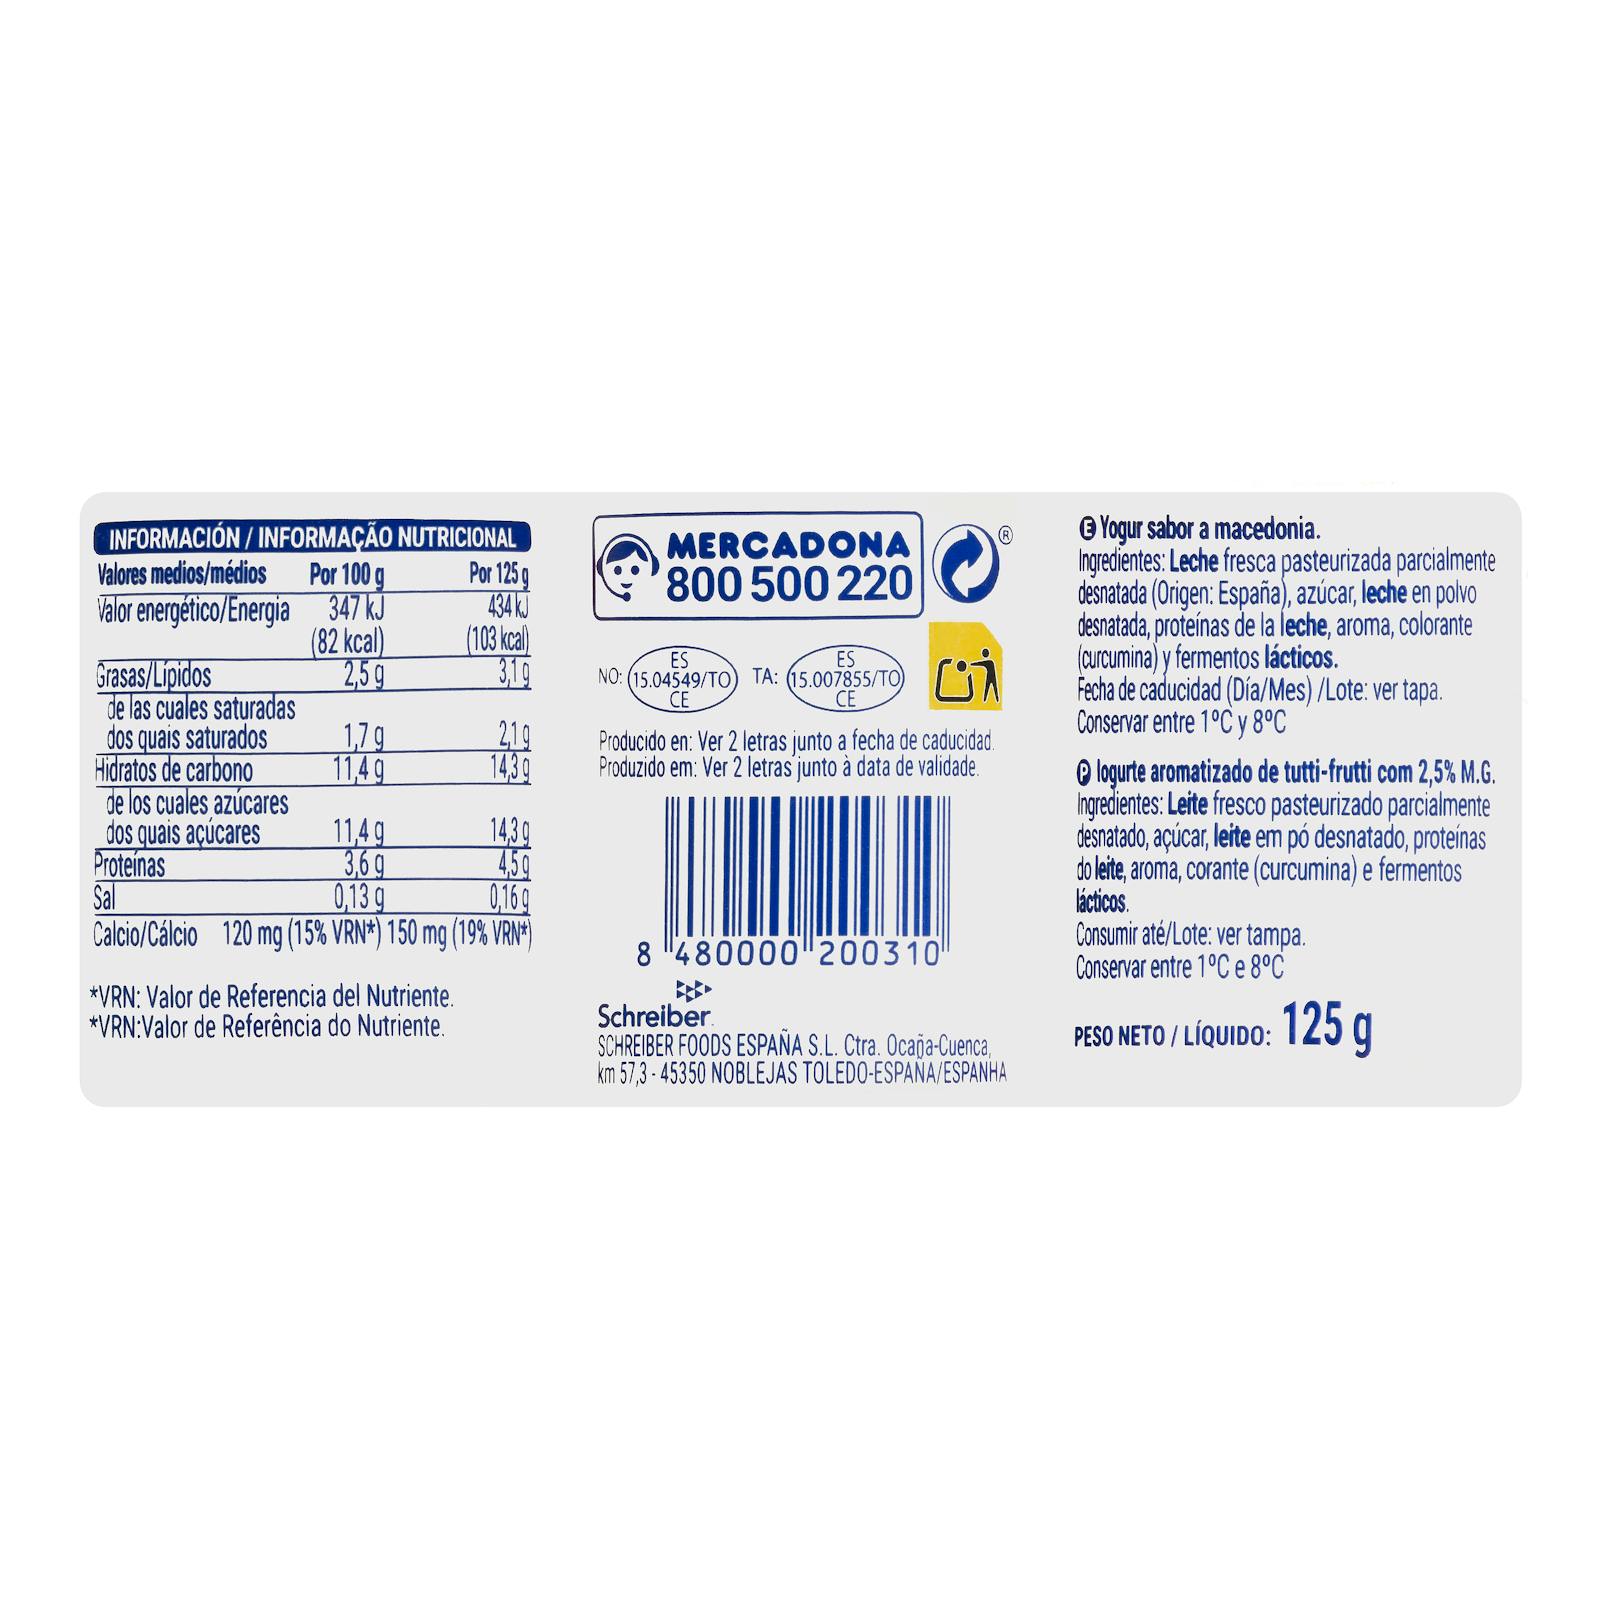 INFORMACIÓN / INFORMAÇÃO NUTRICIONAL
Valores medios/médios Por 100 g Por 125 g
Valor energético/Energia 347 kJ 434 kJ
(82 kcal) (103 kcal)
Grasas/Lípidos 2,5 g 3,1 g
de las cuales saturadas
dos quais saturados 1,7 g 2,1 g
Hidratos de carbono 11,4 g 14,3 g
de los cuales azúcares
dos quais açúcares 11,4 g 14,3 g
Proteínas 3,6 g 4,5 g
Sal 0,13 g 0,16 g
Calcio/Cálcio 120 mg (15% VRN*) 150 mg (19% VRN*)
*VRN: Valor de Referencia del Nutriente.
*VRN:Valor de Referência do Nutriente.
MERCADONA
800 500 220
®
NO: ES 15.04549/TO CE TA: ES 15.007855/TO CE
Producido en: Ver 2 letras junto a fecha de caducidad.
Produzido em: Ver 2 letras junto à data de validade.
8 480000 200310
Schreiber
SCHREIBER FOODS ESPAÑA S.L. Ctra. Ocaña-Cuenca,
km 57,3 - 45350 NOBLEJAS TOLEDO-ESPAÑA/ESPANHA
E Yogur sabor a macedonia.
Ingredientes: Leche fresca pasteurizada parcialmente
desnatada (Origen: España), azúcar, leche en polvo
desnatada, proteínas de la leche, aroma, colorante
(curcumina) y fermentos lácticos.
Fecha de caducidad (Día/Mes) /Lote: ver tapa.
Conservar entre 1ºC y 8ºC
P Iogurte aromatizado de tutti-frutti com 2,5% M.G.
Ingredientes: Leite fresco pasteurizado parcialmente
desnatado, açúcar, leite em pó desnatado, proteínas
do leite, aroma, corante (curcumina) e fermentos
lácticos.
Consumir até/Lote: ver tampa.
Conservar entre 1ºC e 8ºC
PESO NETO / LÍQUIDO: 125 g